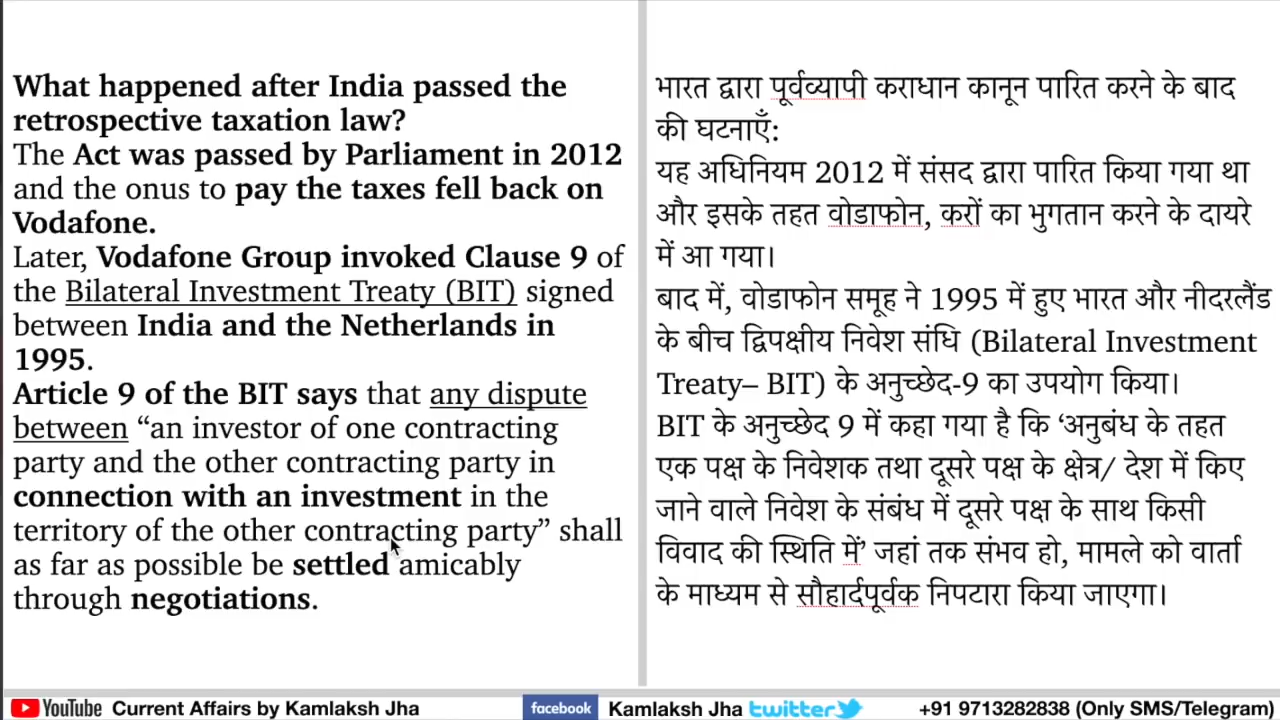 What happened after India passed the
retrospective taxation law?
The Act was passed by Parliament in 2012
and the onus to pay the taxes fell back on
Vodafone.
Later, Vodafone Group invoked Clause 9 of
the Bilateral Investment Treaty (BIT) signed
between India and the Netherlands in
1995.
Article 9 of the BIT says that any dispute
between “an investor of one contracting
party and the other contracting party in
connection with an investment in the
territory of the other contracting party” shall
as far as possible be settled amicably
through negotiations.
भारत द्वारा पूर्वव्यापी कराधान कानून पारित करने के बाद
की घटनाएँ:
यह अधिनियम 2012 में संसद द्वारा पारित किया गया था
और इसके तहत वोडाफोन, करों का भुगतान करने के दायरे
में आ गया।
बाद में, वोडाफोन समूह ने 1995 में हुए भारत और नीदरलैंड
के बीच द्विपक्षीय निवेश संधि (Bilateral Investment
Treaty– BIT) के अनुच्छेद-9 का उपयोग किया।
BIT के अनुच्छेद 9 में कहा गया है कि ‘अनुबंध के तहत
एक पक्ष के निवेशक तथा दूसरे पक्ष के क्षेत्र/ देश में किए
जाने वाले निवेश के संबंध में दूसरे पक्ष के साथ किसी
विवाद की स्थिति में’ जहां तक संभव हो, मामले को वार्ता
के माध्यम से सौहार्दपूर्वक निपटारा किया जाएगा।
YouTube Current Affairs by Kamlaksh Jha facebook Kamlaksh Jha twitter +91 9713282838 (Only SMS/Telegram)